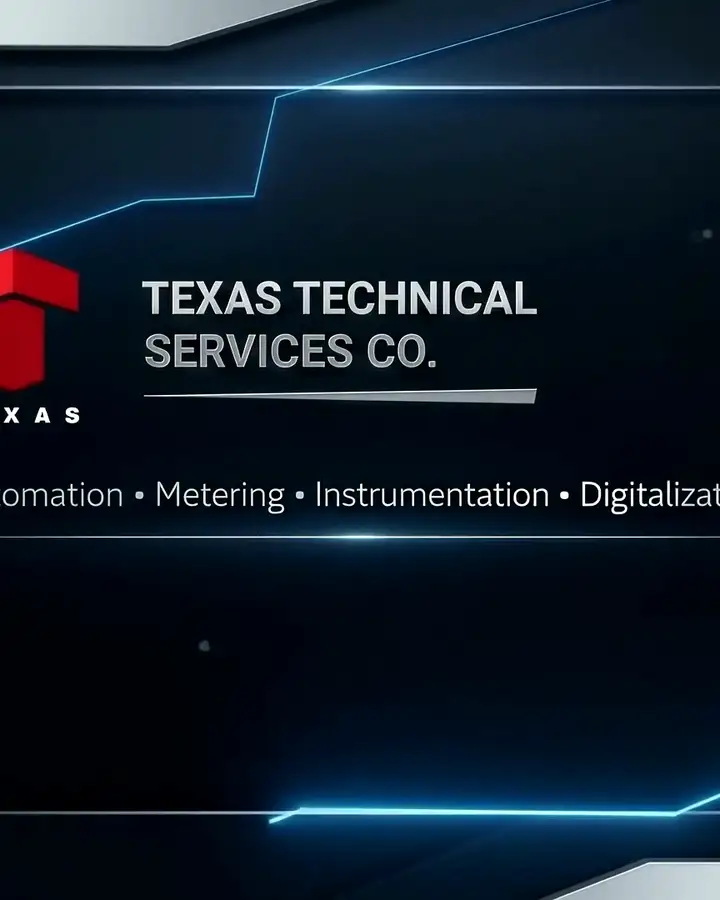 TEXAS TECHNICAL
SERVICES CO.
XAS
omation • Metering • Instrumentation • Digitalizat